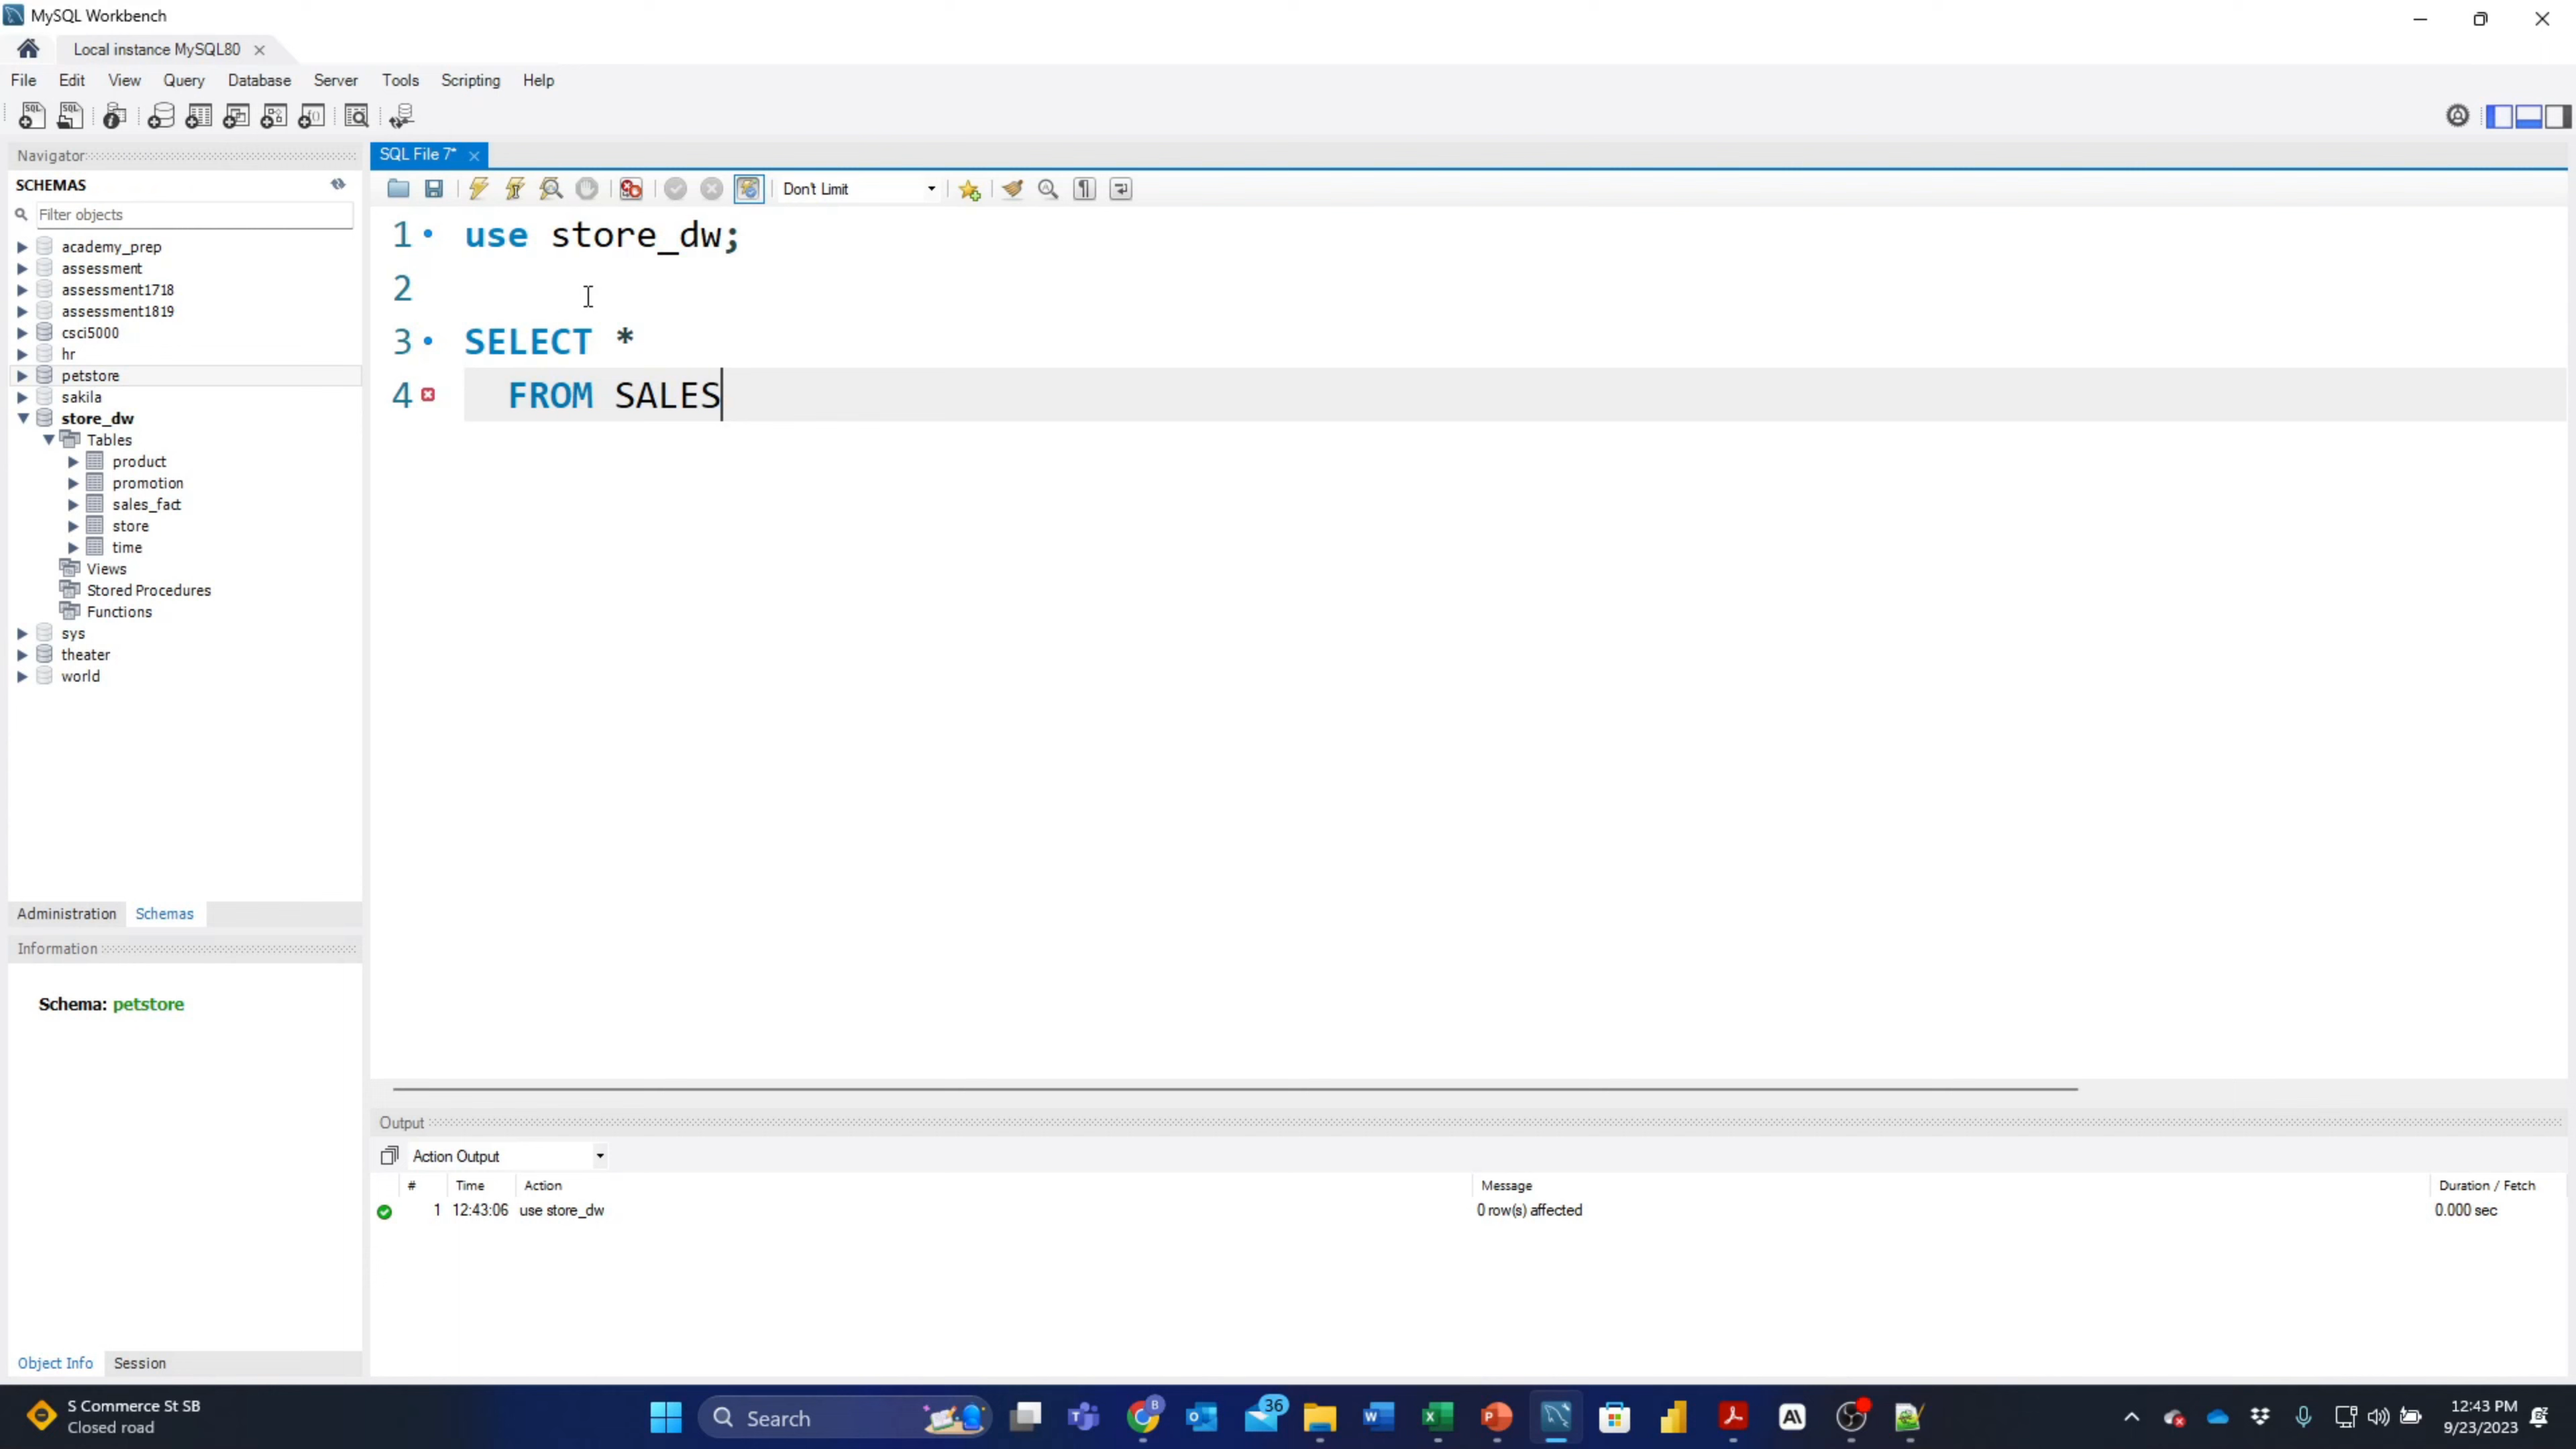 MySQL Workbench
Local instance MySQL80
File Edit View Query Database Server Tools Scripting Help
Navigator
SCHEMAS
Filter objects
academy_prep
assessment
assessment1718
assessment1819
csci5000
hr
petstore
sakila
store_dw
Tables
product
promotion
sales_fact
store
time
Views
Stored Procedures
Functions
sys
theater
world
Administration Schemas
Information
Schema: petstore
Object Info Session
SQL File 7*
Don't Limit
1 use store_dw;
2
3 SELECT *
4 FROM SALES
Output
Action Output
# Time Action Message Duration / Fetch
1 12:43:06 use store_dw 0 row(s) affected 0.000 sec
S Commerce St SB
Closed road
Search
36
12:43 PM
9/23/2023